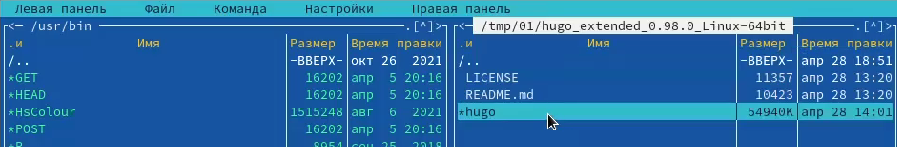 Левая панель Файл Команда Настройки Правая панель
<─ /usr/bin .[^]> <─ /tmp/01/hugo_extended_0.98.0_Linux-64bit .[^]>
.и Имя Размер Время правки .и Имя Размер Время правки
/.. -ВВЕРХ- окт 26 2021 /.. -ВВЕРХ- апр 28 18:51
*GET 16202 апр 5 20:16 LICENSE 11357 апр 28 13:20
*HEAD 16202 апр 5 20:16 README.md 10423 апр 28 13:20
*HsColour 1515248 авг 6 2021 *hugo 54940K апр 28 14:01
*POST 16202 апр 5 20:16